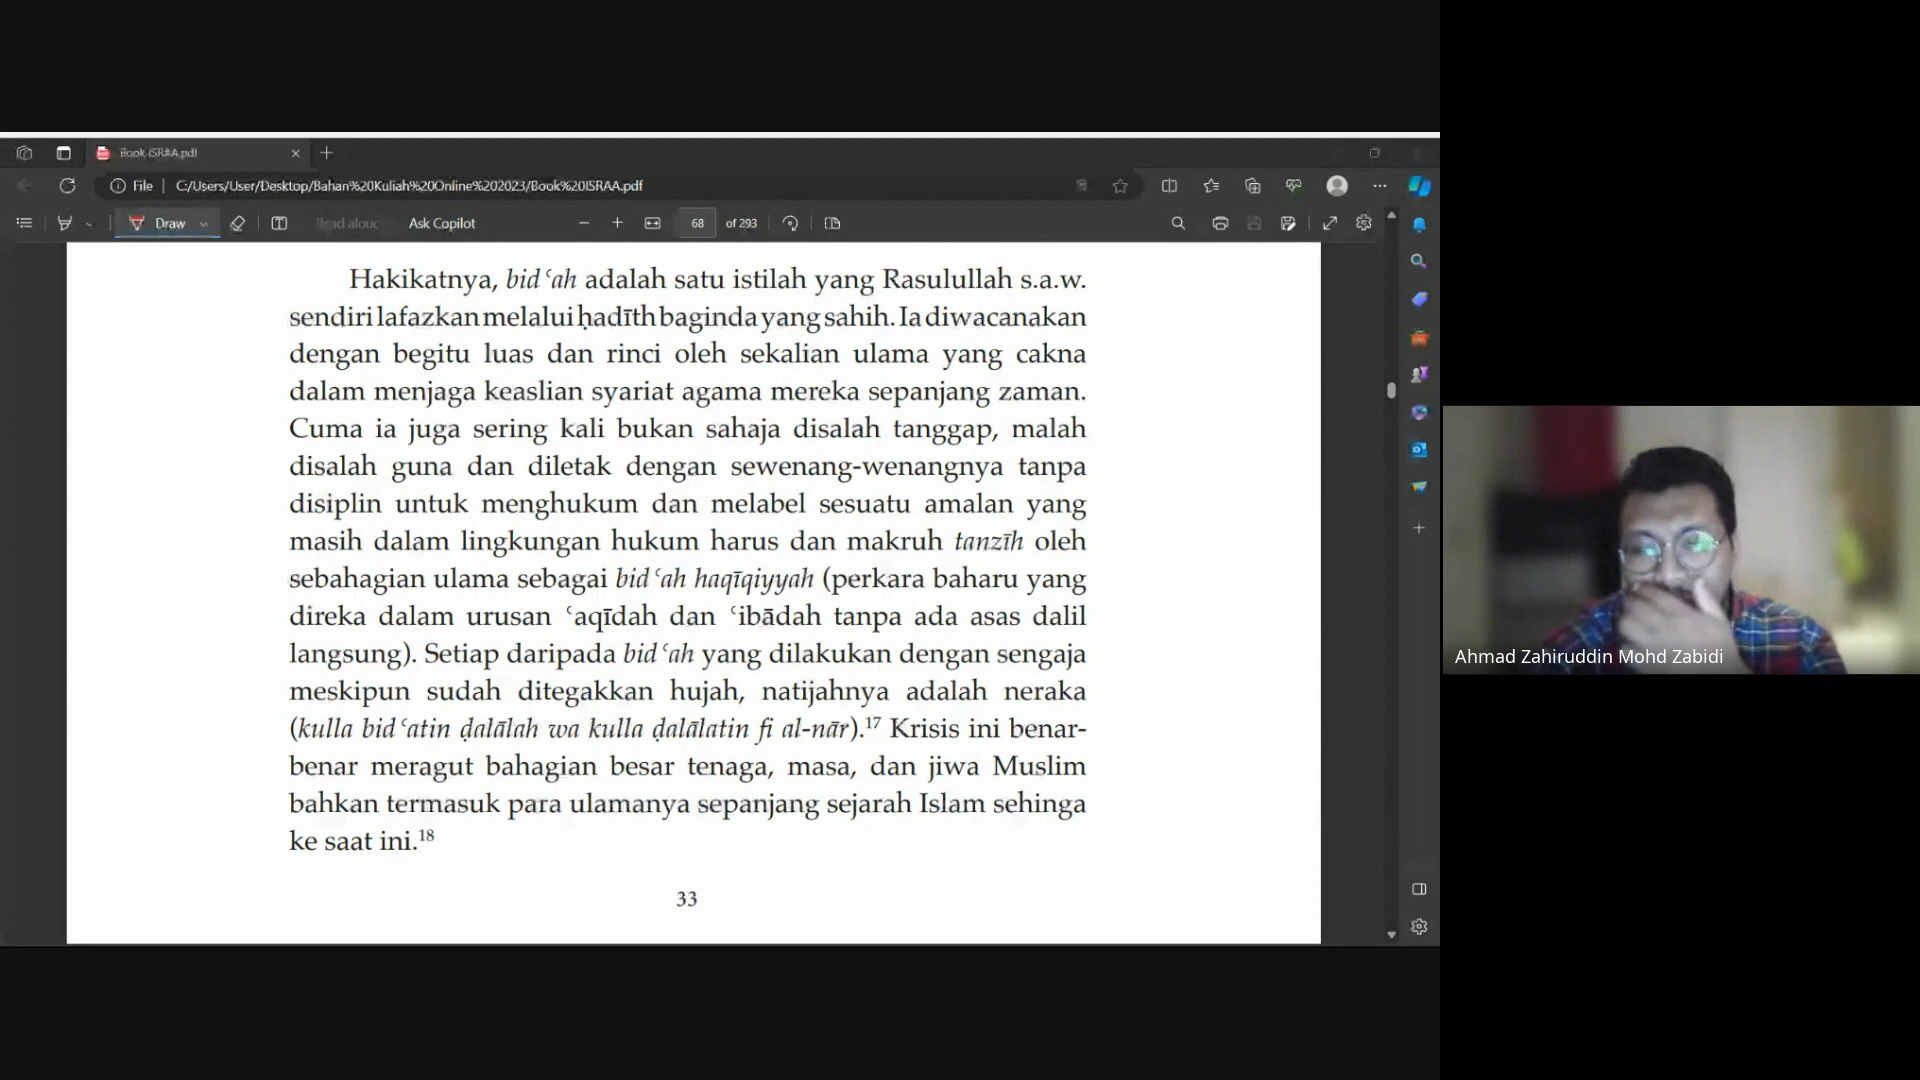 Book ISRAA.pdf
File
C:/Users/User/Desktop/Bahan%20Kuliah%20Online%202023/Book%20ISRAA.pdf
Draw
Read aloud
Ask Copilot
68 of 293
Hakikatnya, bidʿah adalah satu istilah yang Rasulullah s.a.w.
sendiri lafazkan melalui ḥadīth baginda yang sahih. Ia diwacanakan
dengan begitu luas dan rinci oleh sekalian ulama yang cakna
dalam menjaga keaslian syariat agama mereka sepanjang zaman.
Cuma ia juga sering kali bukan sahaja disalah tanggap, malah
disalah guna dan diletak dengan sewenang-wenangnya tanpa
disiplin untuk menghukum dan melabel sesuatu amalan yang
masih dalam lingkungan hukum harus dan makruh tanzīh oleh
sebahagian ulama sebagai bidʿah haqīqiyyah (perkara baharu yang
direka dalam urusan ʿaqīdah dan ʿibādah tanpa ada asas dalil
langsung). Setiap daripada bidʿah yang dilakukan dengan sengaja
meskipun sudah ditegakkan hujah, natijahnya adalah neraka
(kulla bidʿatin ḍalālah wa kulla ḍalālatin fi al-nār).17 Krisis ini benar-
benar meragut bahagian besar tenaga, masa, dan jiwa Muslim
bahkan termasuk para ulamanya sepanjang sejarah Islam sehinga
ke saat ini.18
33
Ahmad Zahiruddin Mohd Zabidi